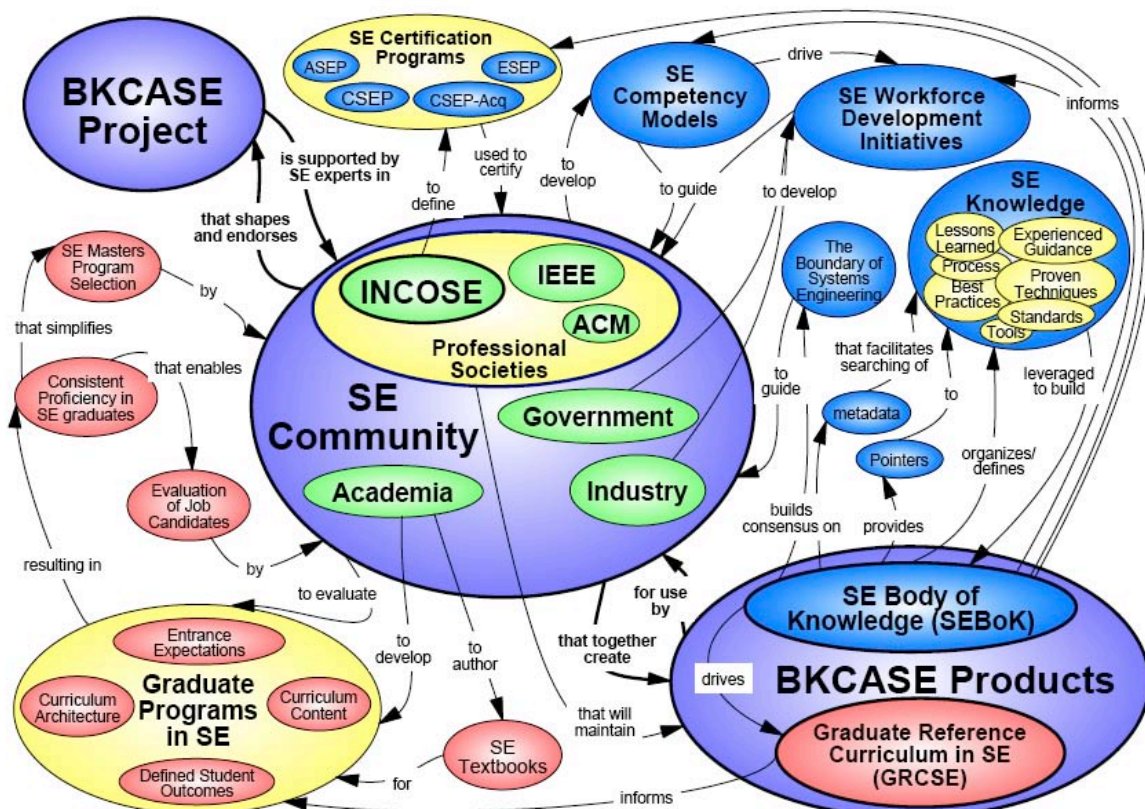 BKCASE
Project
SE Certification
Programs
ASEP
ESEP
CSEP
CSEP-Acq
SE
Competency
Models
drive
SE Workforce
Development
Initiatives
informs
is supported by
SE experts in
that shapes
and endorses
to
define
used to
certify
to
develop
to guide
to develop
SE
Knowledge
Lessons
Learned
Experienced
Guidance
Process
Best
Practices
Proven
Techniques
Standards
Tools
The
Boundary
of Systems
Engineering
SE Masters
Program
Selection
by
that simplifies
Consistent
Proficiency in
SE graduates
that enables
Evaluation
of Job
Candidates
by
resulting in
INCOSE
IEEE
ACM
Professional
Societies
SE
Community
Government
Industry
Academia
to
guide
that facilitates
searching of
metadata
to
Pointers
leveraged
to build
organizes/
defines
builds
consensus on
provides
to evaluate
to
develop
to
author
for use
by
that together
create
that will
maintain
Entrance
Expectations
Curriculum
Architecture
Graduate
Programs
in SE
Curriculum
Content
Defined Student
Outcomes
for
SE
Textbooks
informs
SE Body of
Knowledge (SEBoK)
drives
BKCASE Products
Graduate Reference
Curriculum in SE
(GRCSE)